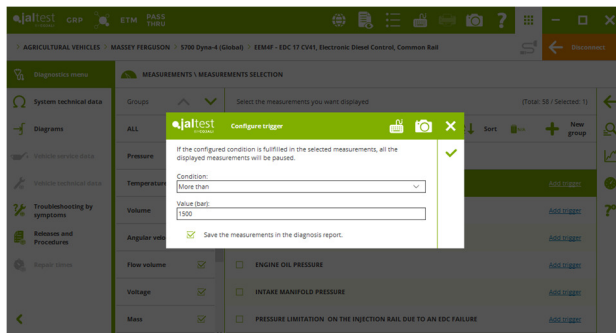 jaltest GRP ETM PASS THRU
> AGRICULTURAL VEHICLES > MASSEY FERGUSON > 5700 Dyna-4 (Global) > EEM4F - EDC 17 CV41, Electronic Diesel Control, Common Rail
Disconnect
Diagnostics menu
MEASUREMENTS \ MEASUREMENTS SELECTION
System technical data
Groups
Select the measurements you want displayed
(Total: 58 / Selected: 1)
Diagrams
ALL
Sort
New group
Vehicle service data
Pressure
Vehicle technical data
Temperature
Add trigger
Troubleshooting by symptoms
Volume
Add trigger
Releases and Procedures
Angular velo
Add trigger
Repair done
Flow volume
ENGINE OIL PRESSURE
Add trigger
Voltage
INTAKE MANIFOLD PRESSURE
Add trigger
Mass
PRESSURE LIMITATION ON THE INJECTION RAIL DUE TO AN EDC FAILURE
Add trigger
jaltest
Configure trigger
If the configured condition is fullfilled in the selected measurements, all the
displayed measurements will be paused.
Condition:
More than
Value (bar):
1500
Save the measurements in the diagnosis report.